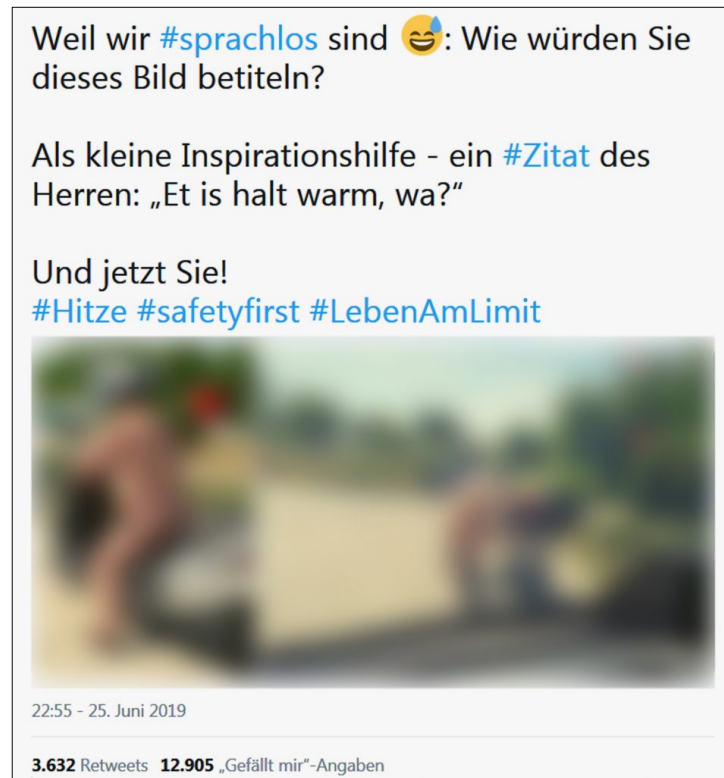 Weil wir #sprachlos sind 😅: Wie würden Sie
dieses Bild betiteln?
Als kleine Inspirationshilfe - ein #Zitat des
Herren: „Et is halt warm, wa?“
Und jetzt Sie!
#Hitze #safetyfirst #LebenAmLimit
22:55 - 25. Juni 2019
3.632 Retweets 12.905 „Gefällt mir“-Angaben